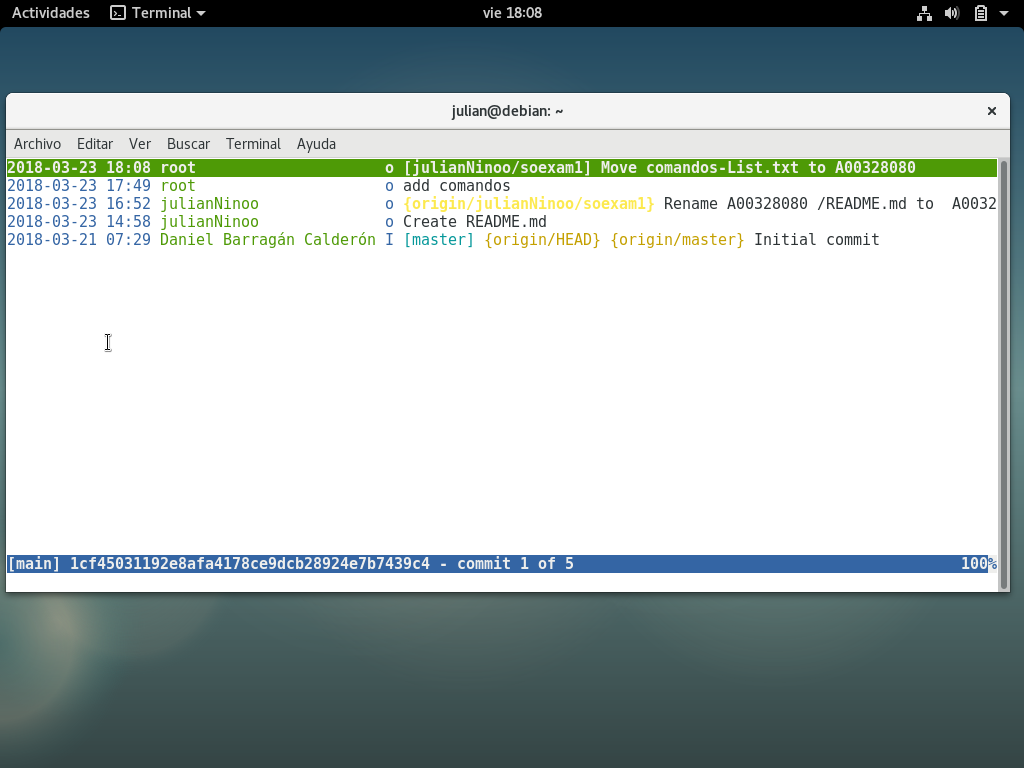 Actividades Terminal vie 18:08
julian@debian: ~ ×
Archivo Editar Ver Buscar Terminal Ayuda
2018-03-23 18:08 root o [julianNinoo/soexam1] Move comandos-List.txt to A00328080
2018-03-23 17:49 root o add comandos
2018-03-23 16:52 julianNinoo o {origin/julianNinoo/soexam1} Rename A00328080 /README.md to A0032
2018-03-23 14:58 julianNinoo o Create README.md
2018-03-21 07:29 Daniel Barragán Calderón I [master] {origin/HEAD} {origin/master} Initial commit
[main] 1cf45031192e8afa4178ce9dcb28924e7b7439c4 - commit 1 of 5 100%